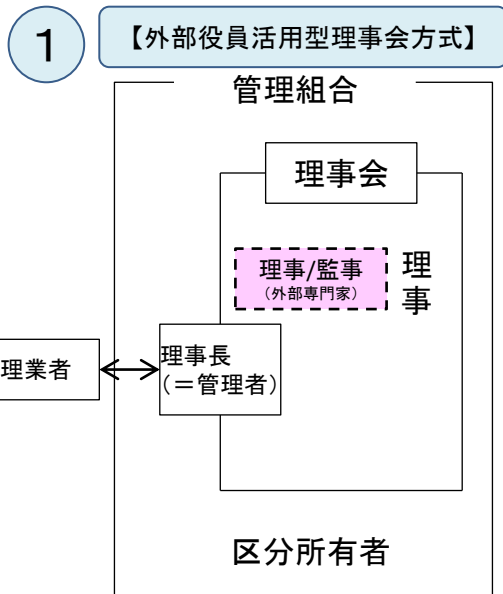 1
【外部役員活用型理事会方式】
管理組合
理事会
理事/監事
(外部専門家)
理
事
理業者
理事長
(＝管理者)
区分所有者